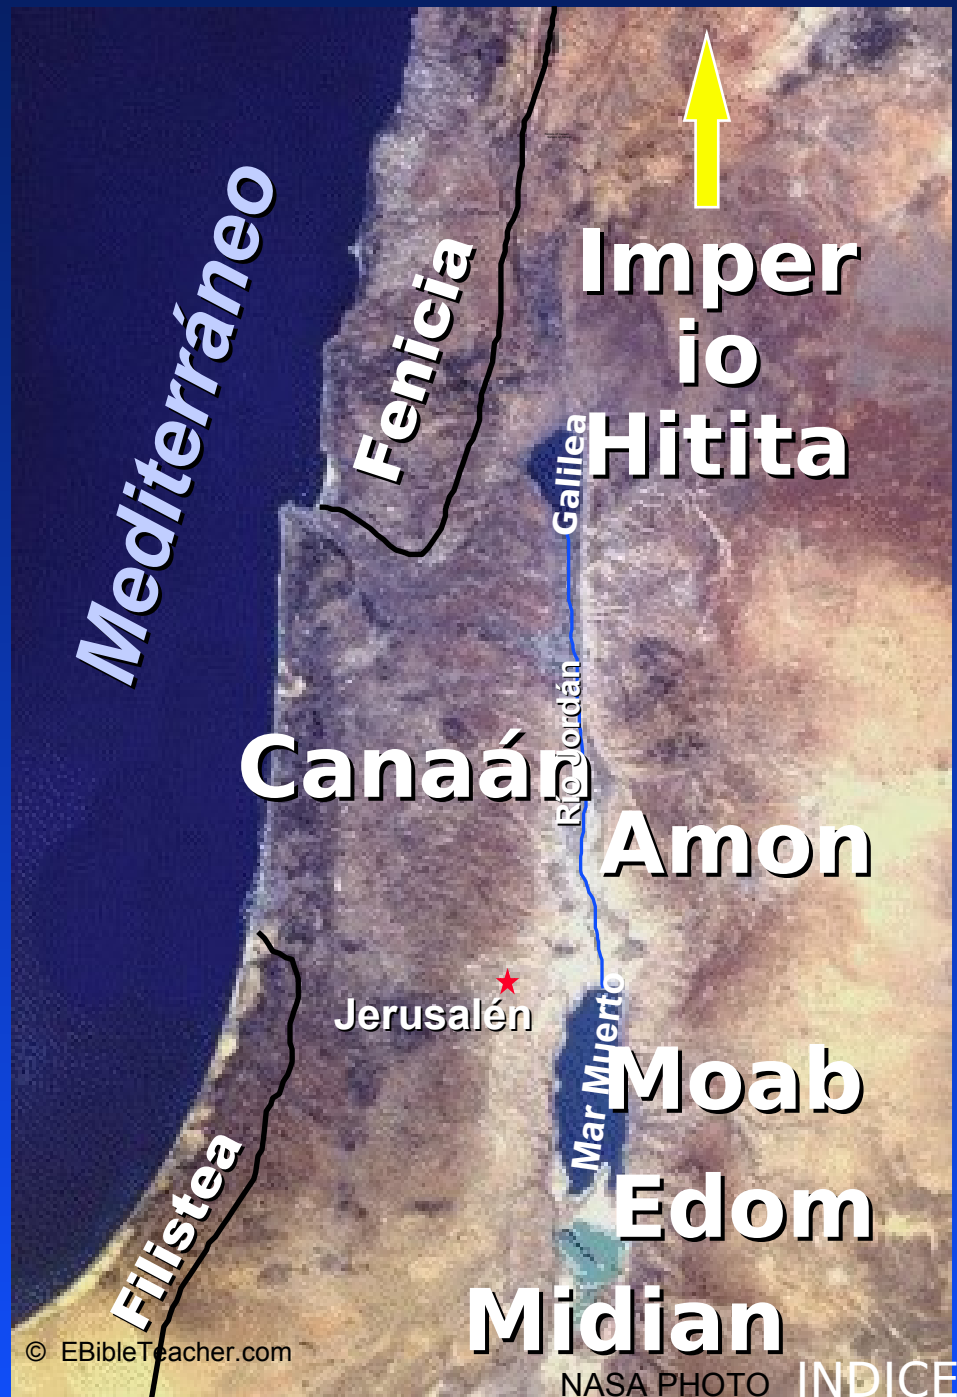 Mediterráneo
Fenicia
Imper
io
Hitita
Galilea
Río Jordán
Canaán
Amon
Jerusalén
Mar Muerto
Moab
Edom
Filistea
Midian
© EBibleTeacher.com
NASA PHOTO
INDICE